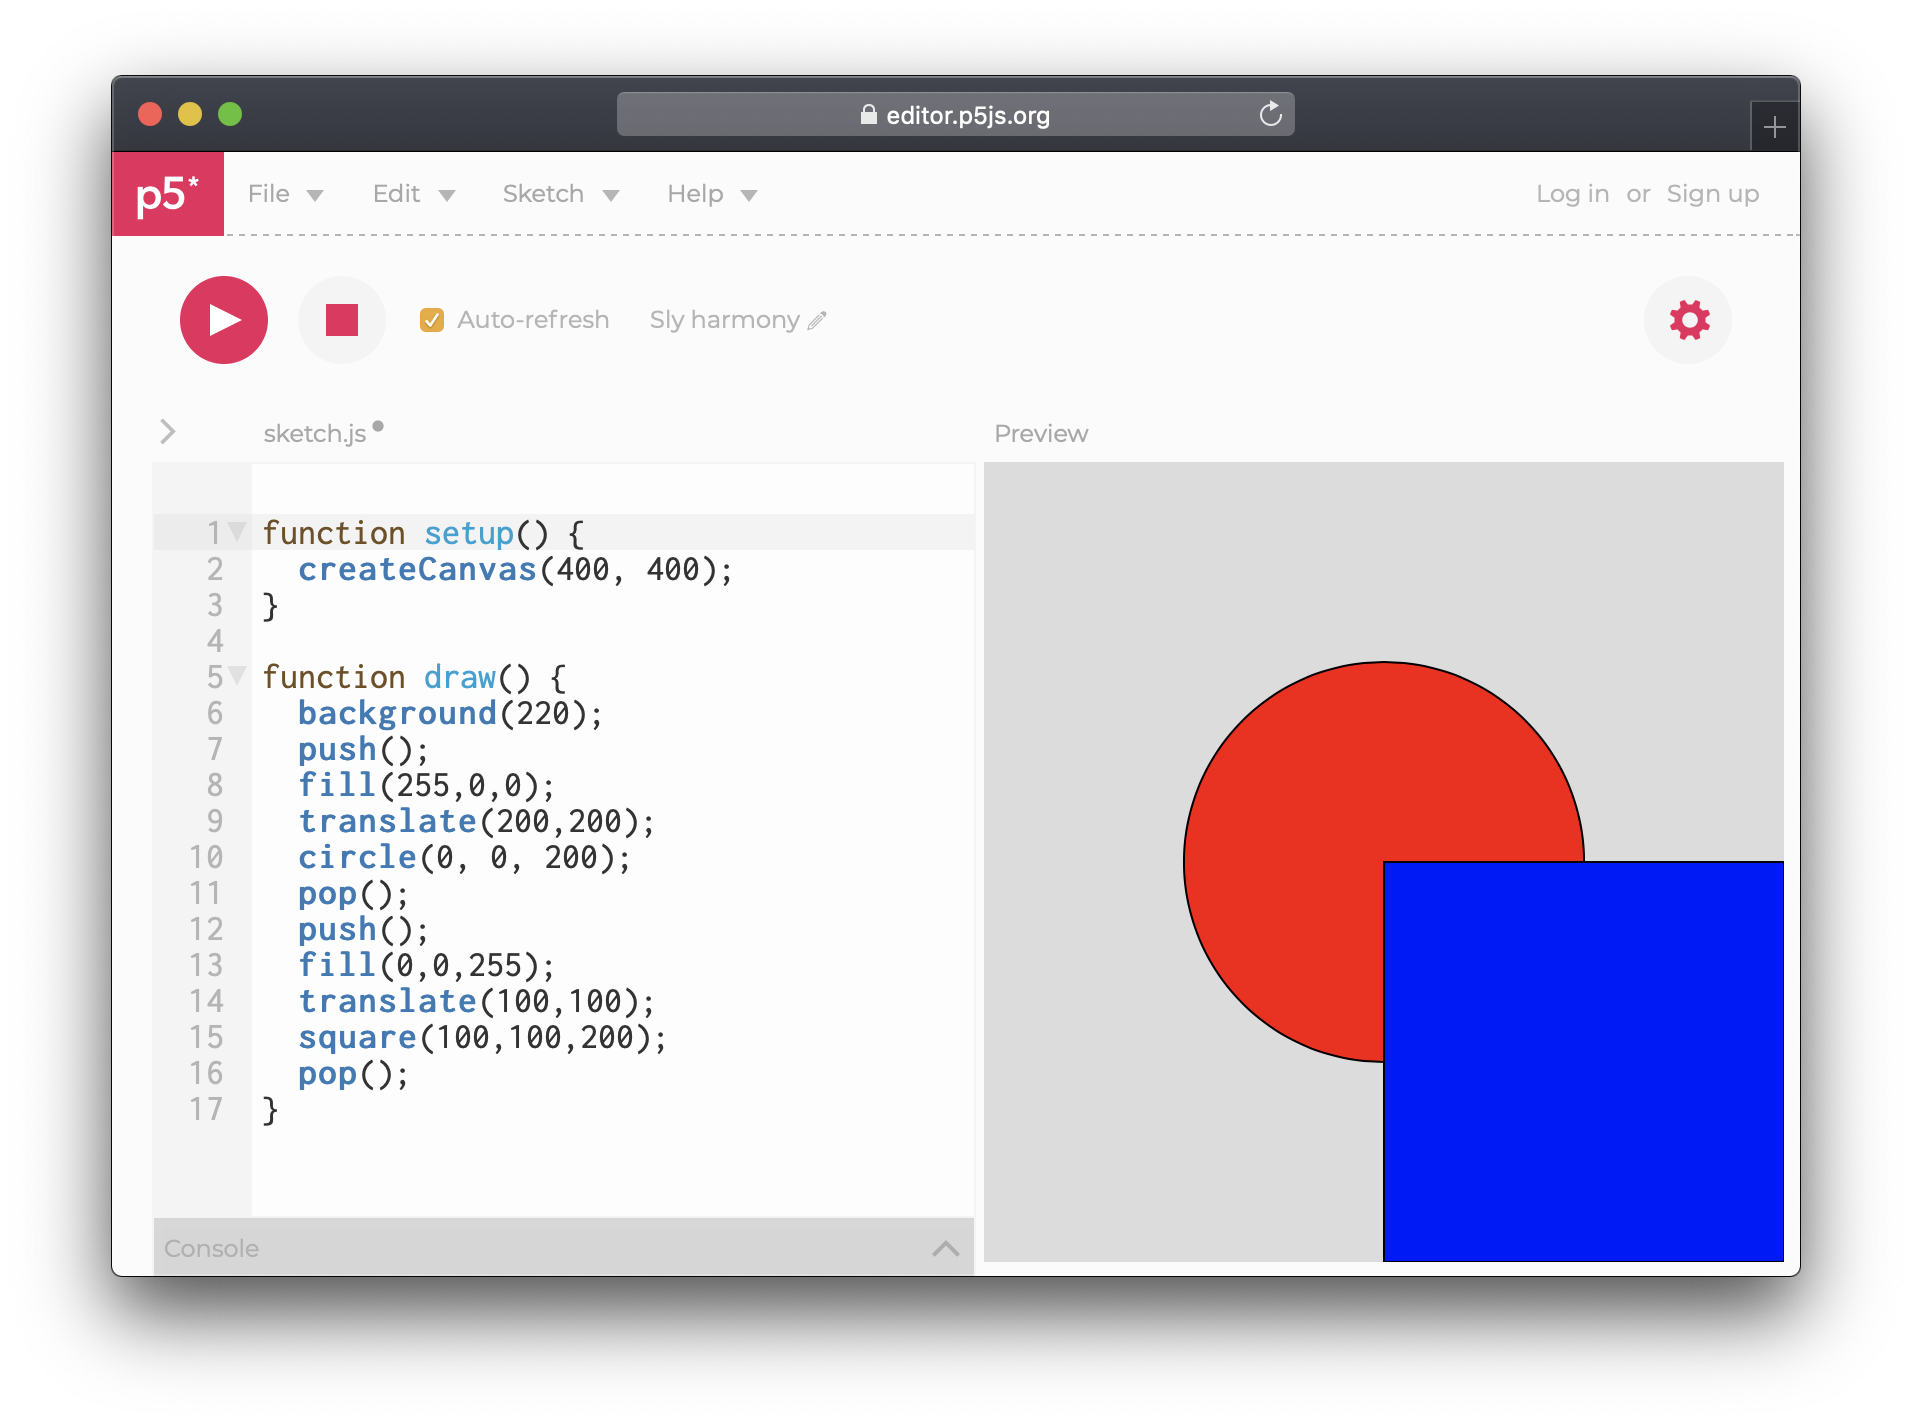 editor.p5js.org
p5* File Edit Sketch Help Log in or Sign up
Auto-refresh Sly harmony
sketch.js Preview
1 function setup() {
2   createCanvas(400, 400);
3 }
4
5 function draw() {
6   background(220);
7   push();
8   fill(255,0,0);
9   translate(200,200);
10   circle(0, 0, 200);
11   pop();
12   push();
13   fill(0,0,255);
14   translate(100,100);
15   square(100,100,200);
16   pop();
17 }
Console